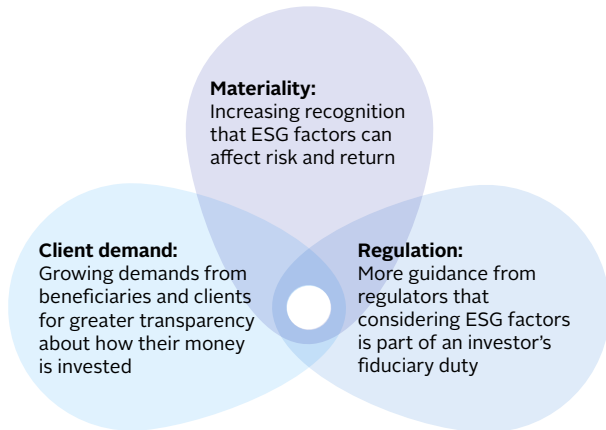 Materiality:
Increasing recognition
that ESG factors can
affect risk and return
Client demand:
Growing demands from
beneficiaries and clients
for greater transparency
about how their money
is invested
Regulation:
More guidance from
regulators that
considering ESG factors
is part of an investor’s
fiduciary duty